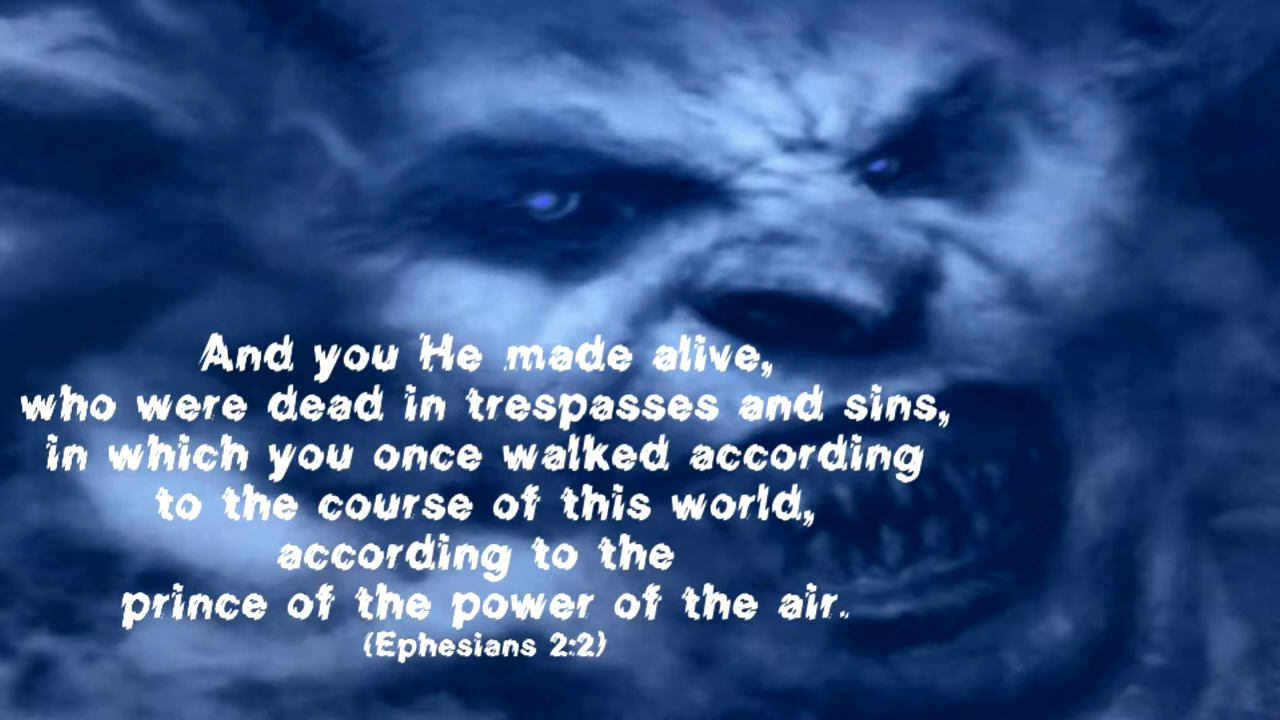 And you He made alive,
who were dead in trespasses and sins,
in which you once walked according
to the course of this world,
according to the
prince of the power of the air.
(Ephesians 2:2)